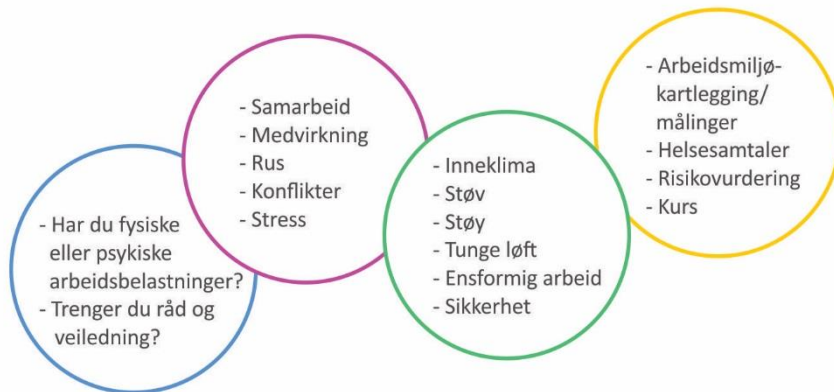 - Har du fysiske
eller psykiske
arbeidsbelastninger?
- Trenger du råd og
veiledning?
- Samarbeid
- Medvirkning
- Rus
- Konflikter
- Stress
- Inneklima
- Støv
- Støy
- Tunge løft
- Ensformig arbeid
- Sikkerhet
- Arbeidsmiljø-
kartlegging/
målinger
- Helsesamtaler
- Risikovurdering
- Kurs